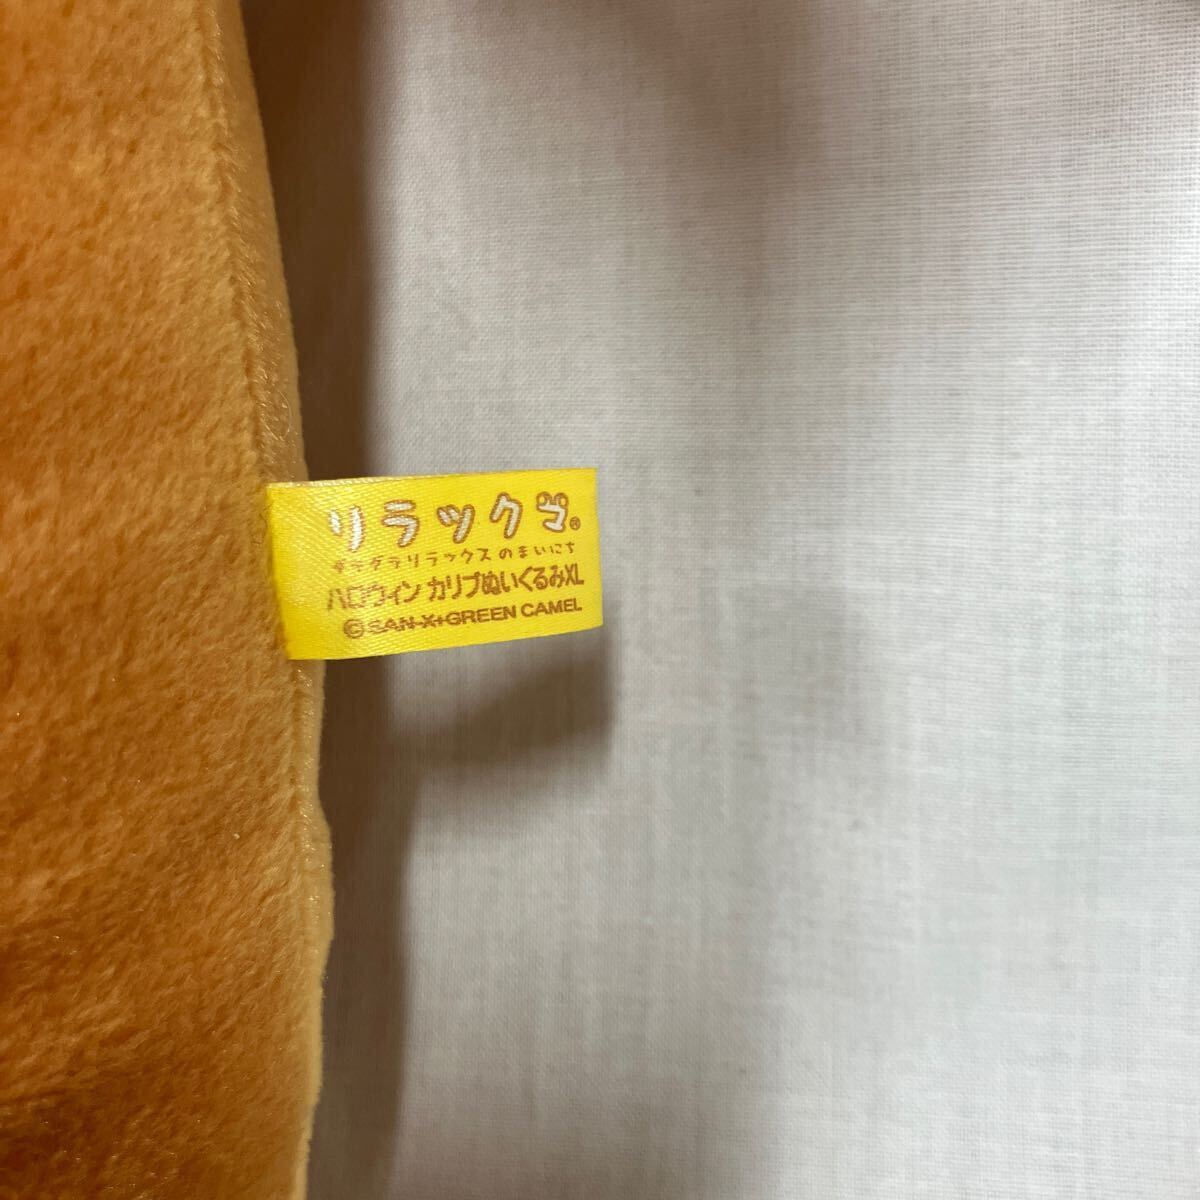 リラックマ®
ダラダラリラックスのまいにち
ハロウィン カリブぬいぐるみXL
©SAN-X+GREEN CAMEL